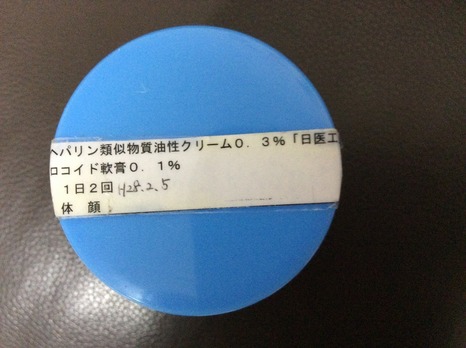 ヘパリン類似物質油性クリーム０．３％「日医工
ロコイド軟膏０．１％
１日２回 H28.2.5
体　顔